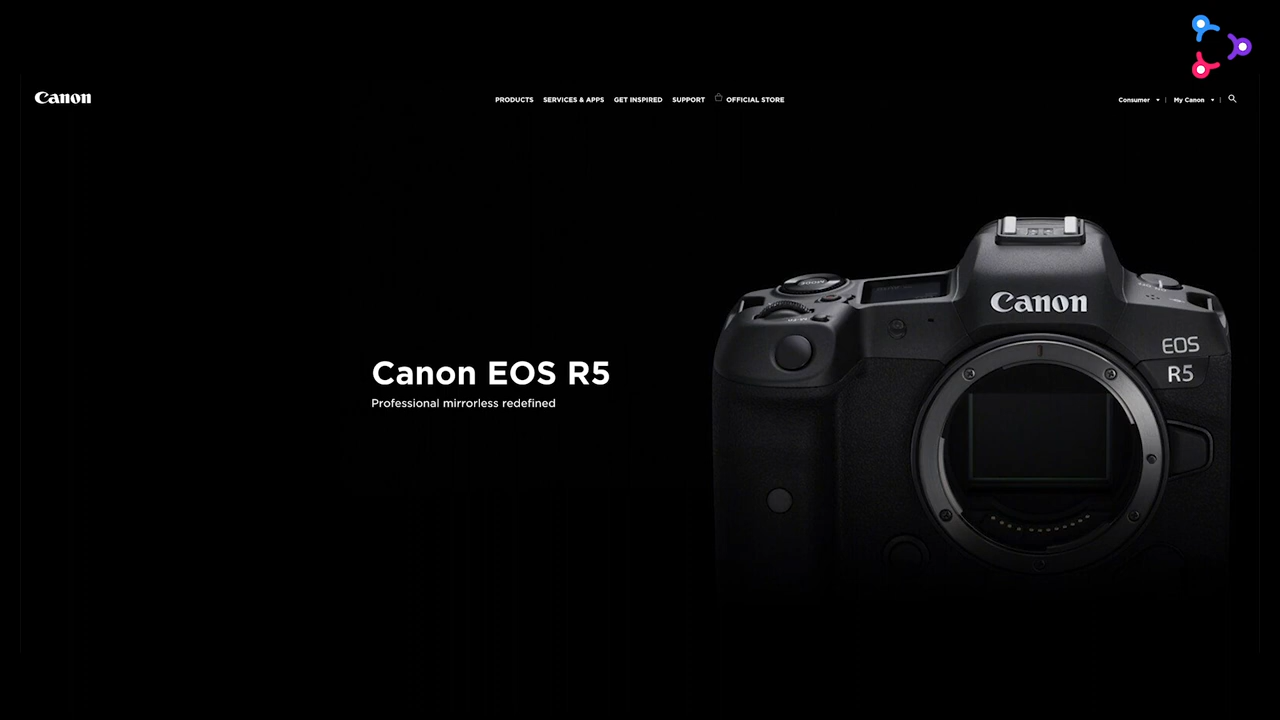 Canon
PRODUCTS SERVICES & APPS GET INSPIRED SUPPORT OFFICIAL STORE
Consumer My Canon
Canon
EOS
R5
Canon EOS R5
Professional mirrorless redefined
MODE